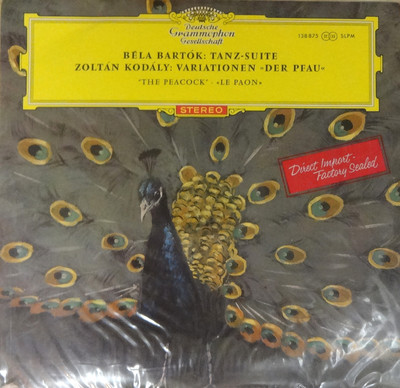 Deutsche
Grammophon
Gesellschaft
138 875 SLPM
BÉLA BARTÓK: TANZ-SUITE
ZOLTÁN KODÁLY: VARIATIONEN »DER PFAU«
"THE PEACOCK" · «LE PAON»
STEREO
Direct Import-
Factory Sealed